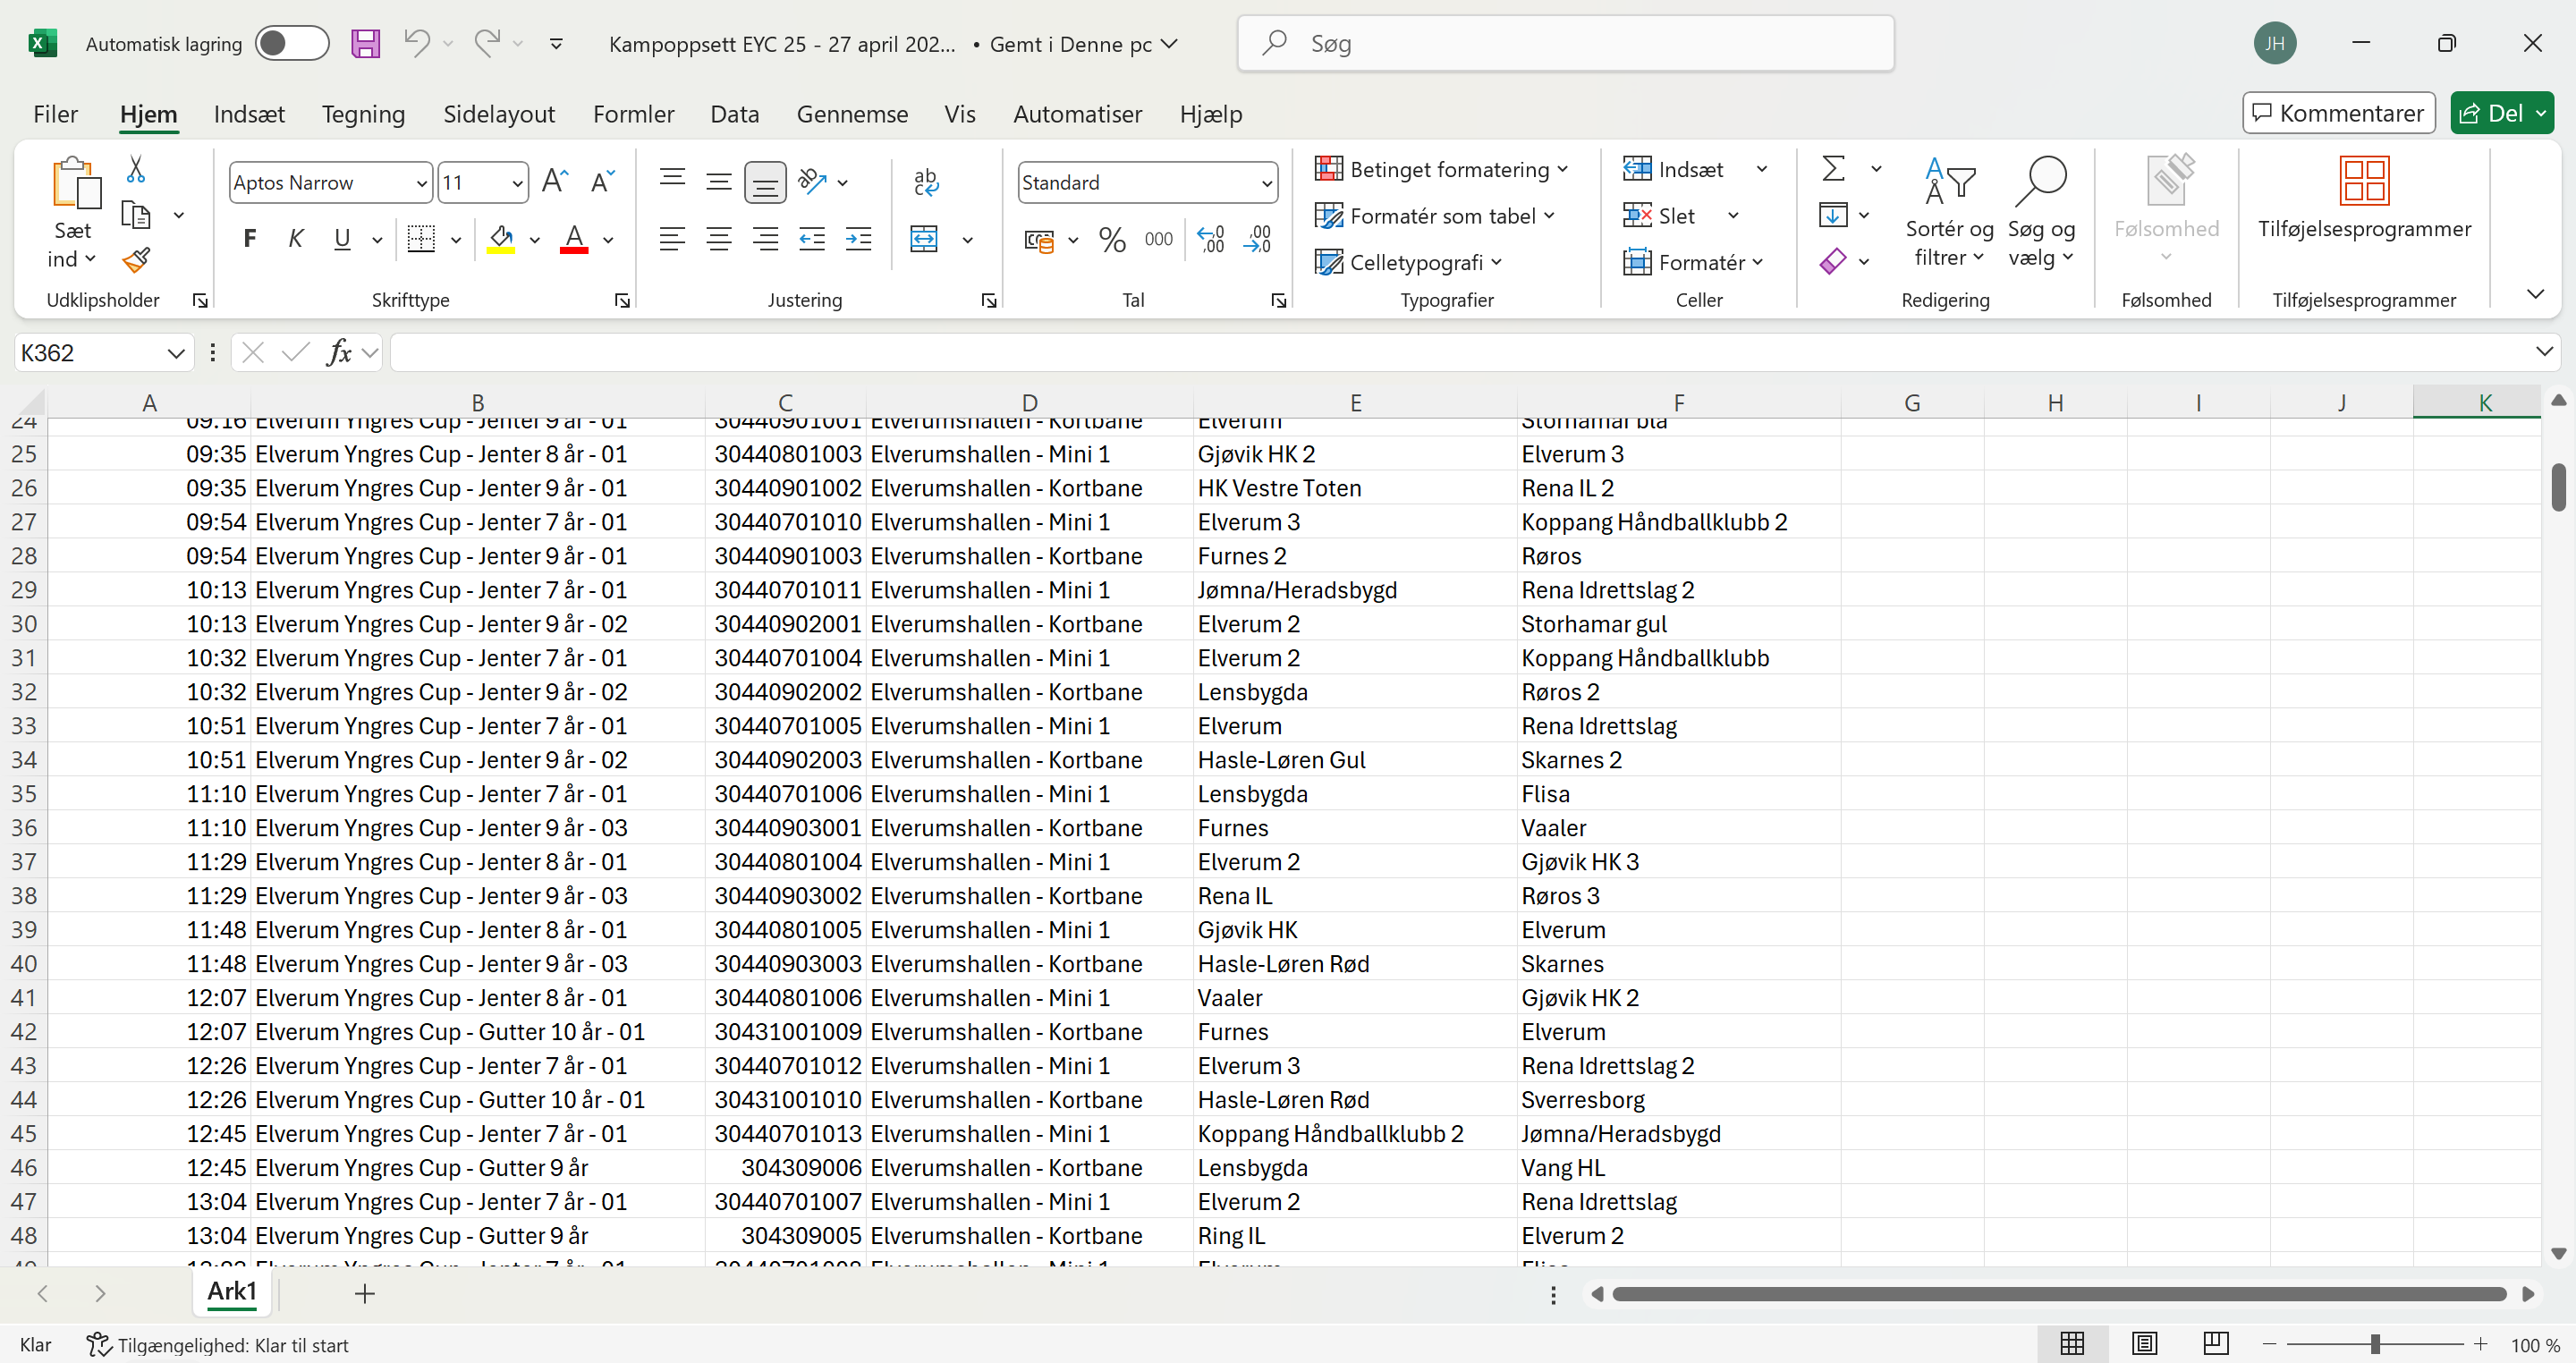 Automatisk lagring Kampoppsett EYC 25 - 27 april 202... • Gemt i Denne pc Søg JH
Filer Hjem Indsæt Tegning Sidelayout Formler Data Gennemse Vis Automatiser Hjælp Kommentarer Del
Sæt ind
Udklipsholder
Aptos Narrow 11
F K U
Skrifttype
Justering
Standard
% 000
Tal
Betinget formatering
Formatér som tabel
Celletypografi
Typografier
Indsæt
Slet
Formatér
Celler
Sortér og filtrer
Søg og vælg
Redigering
Følsomhed
Følsomhed
Tilføjelsesprogrammer
Tilføjelsesprogrammer
K362 fx
A B C D E F G H I J K
24 09:16 Elverum Yngres Cup - Jenter 9 år - 01 30440901001 Elverumshallen - Kortbane Elverum Storhamar blå
25 09:35 Elverum Yngres Cup - Jenter 8 år - 01 30440801003 Elverumshallen - Mini 1 Gjøvik HK 2 Elverum 3
26 09:35 Elverum Yngres Cup - Jenter 9 år - 01 30440901002 Elverumshallen - Kortbane HK Vestre Toten Rena IL 2
27 09:54 Elverum Yngres Cup - Jenter 7 år - 01 30440701010 Elverumshallen - Mini 1 Elverum 3 Koppang Håndballklubb 2
28 09:54 Elverum Yngres Cup - Jenter 9 år - 01 30440901003 Elverumshallen - Kortbane Furnes 2 Røros
29 10:13 Elverum Yngres Cup - Jenter 7 år - 01 30440701011 Elverumshallen - Mini 1 Jømna/Heradsbygd Rena Idrettslag 2
30 10:13 Elverum Yngres Cup - Jenter 9 år - 02 30440902001 Elverumshallen - Kortbane Elverum 2 Storhamar gul
31 10:32 Elverum Yngres Cup - Jenter 7 år - 01 30440701004 Elverumshallen - Mini 1 Elverum 2 Koppang Håndballklubb
32 10:32 Elverum Yngres Cup - Jenter 9 år - 02 30440902002 Elverumshallen - Kortbane Lensbygda Røros 2
33 10:51 Elverum Yngres Cup - Jenter 7 år - 01 30440701005 Elverumshallen - Mini 1 Elverum Rena Idrettslag
34 10:51 Elverum Yngres Cup - Jenter 9 år - 02 30440902003 Elverumshallen - Kortbane Hasle-Løren Gul Skarnes 2
35 11:10 Elverum Yngres Cup - Jenter 7 år - 01 30440701006 Elverumshallen - Mini 1 Lensbygda Flisa
36 11:10 Elverum Yngres Cup - Jenter 9 år - 03 30440903001 Elverumshallen - Kortbane Furnes Vaaler
37 11:29 Elverum Yngres Cup - Jenter 8 år - 01 30440801004 Elverumshallen - Mini 1 Elverum 2 Gjøvik HK 3
38 11:29 Elverum Yngres Cup - Jenter 9 år - 03 30440903002 Elverumshallen - Kortbane Rena IL Røros 3
39 11:48 Elverum Yngres Cup - Jenter 8 år - 01 30440801005 Elverumshallen - Mini 1 Gjøvik HK Elverum
40 11:48 Elverum Yngres Cup - Jenter 9 år - 03 30440903003 Elverumshallen - Kortbane Hasle-Løren Rød Skarnes
41 12:07 Elverum Yngres Cup - Jenter 8 år - 01 30440801006 Elverumshallen - Mini 1 Vaaler Gjøvik HK 2
42 12:07 Elverum Yngres Cup - Gutter 10 år - 01 30431001009 Elverumshallen - Kortbane Furnes Elverum
43 12:26 Elverum Yngres Cup - Jenter 7 år - 01 30440701012 Elverumshallen - Mini 1 Elverum 3 Rena Idrettslag 2
44 12:26 Elverum Yngres Cup - Gutter 10 år - 01 30431001010 Elverumshallen - Kortbane Hasle-Løren Rød Sverresborg
45 12:45 Elverum Yngres Cup - Jenter 7 år - 01 30440701013 Elverumshallen - Mini 1 Koppang Håndballklubb 2 Jømna/Heradsbygd
46 12:45 Elverum Yngres Cup - Gutter 9 år 304309006 Elverumshallen - Kortbane Lensbygda Vang HL
47 13:04 Elverum Yngres Cup - Jenter 7 år - 01 30440701007 Elverumshallen - Mini 1 Elverum 2 Rena Idrettslag
48 13:04 Elverum Yngres Cup - Gutter 9 år 304309005 Elverumshallen - Kortbane Ring IL Elverum 2
Ark1
Klar Tilgængelighed: Klar til start 100 %